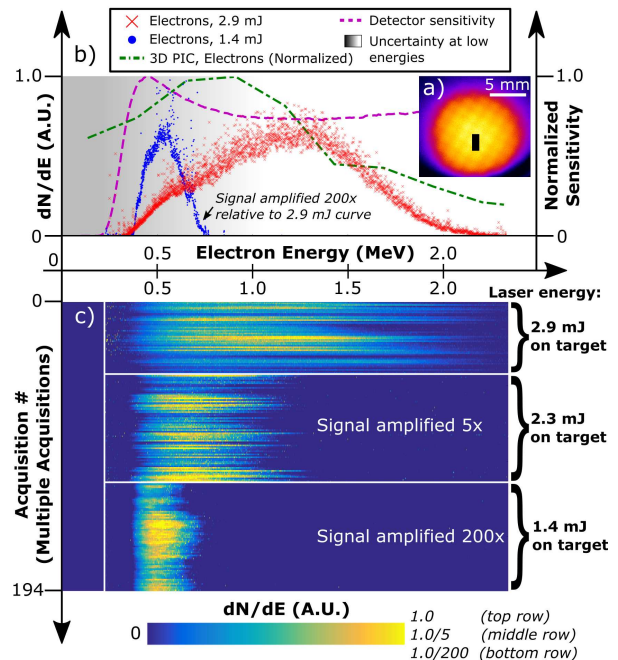 Electrons, 2.9 mJ
Electrons, 1.4 mJ
3D PIC, Electrons (Normalized)
Detector sensitivity
Uncertainty at low
energies
b)
1.0
dN/dE (A.U.)
0
a)
5 mm
1.0
Normalized
Sensitivity
0
Signal amplified 200x
relative to 2.9 mJ curve
Electron Energy (MeV)
0
0.5
1.0
1.5
2.0
Laser energy:
0
c)
2.9 mJ
on target
Signal amplified 5x
2.3 mJ
on target
Signal amplified 200x
1.4 mJ
on target
Acquisition #
(Multiple Acquisitions)
194
dN/dE (A.U.)
0
1.0 (top row)
1.0/5 (middle row)
1.0/200 (bottom row)